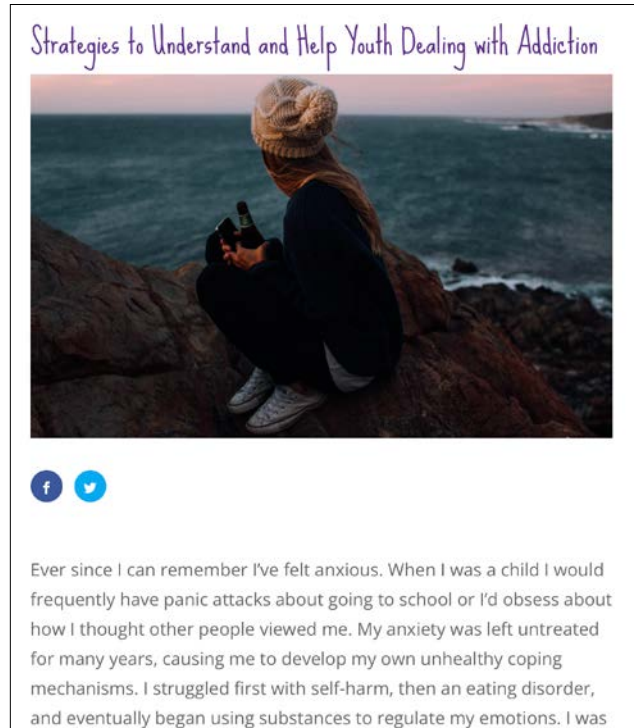 Strategies to Understand and Help Youth Dealing with Addiction
Ever since I can remember I've felt anxious. When I was a child I would
frequently have panic attacks about going to school or I'd obsess about
how I thought other people viewed me. My anxiety was left untreated
for many years, causing me to develop my own unhealthy coping
mechanisms. I struggled first with self-harm, then an eating disorder,
and eventually began using substances to regulate my emotions. I was